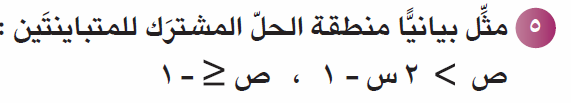 ٥ مثِّل بيانيًّا منطقة الحلّ المشترَك للمتباينتَين :
ص > ٢ س - ١ ، ص ≤ - ١